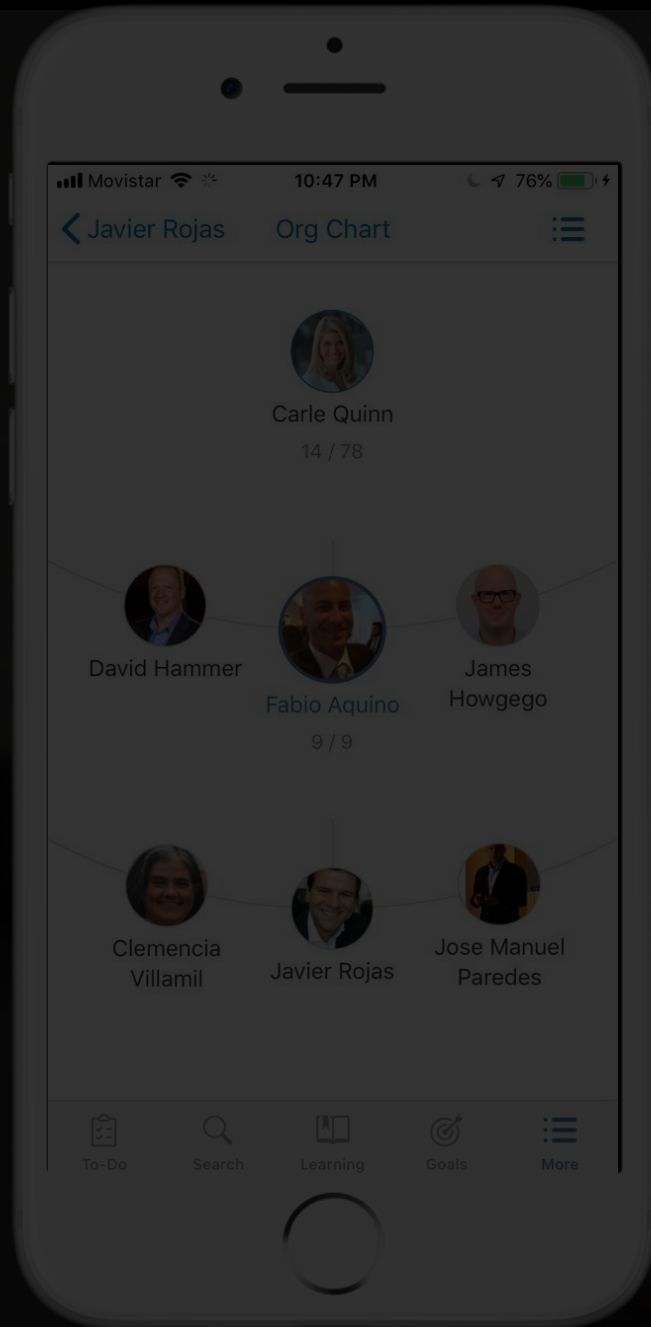 Movistar 10:47 PM 76%
Javier Rojas Org Chart
Carle Quinn
14 / 78
David Hammer
Fabio Aquino
9 / 9
James
Howgego
Clemencia
Villamil
Javier Rojas
Jose Manuel
Paredes
To-Do Search Learning Goals More